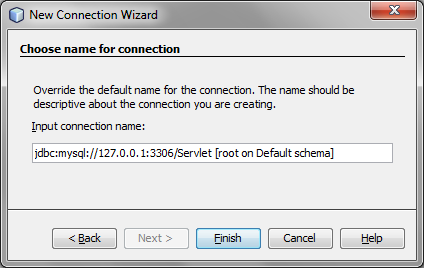 New Connection Wizard
Choose name for connection
Override the default name for the connection. The name should be
descriptive about the connection you are creating.
Input connection name:
jdbc:mysql://127.0.0.1:3306/Servlet [root on Default schema]
< Back Next > Finish Cancel Help